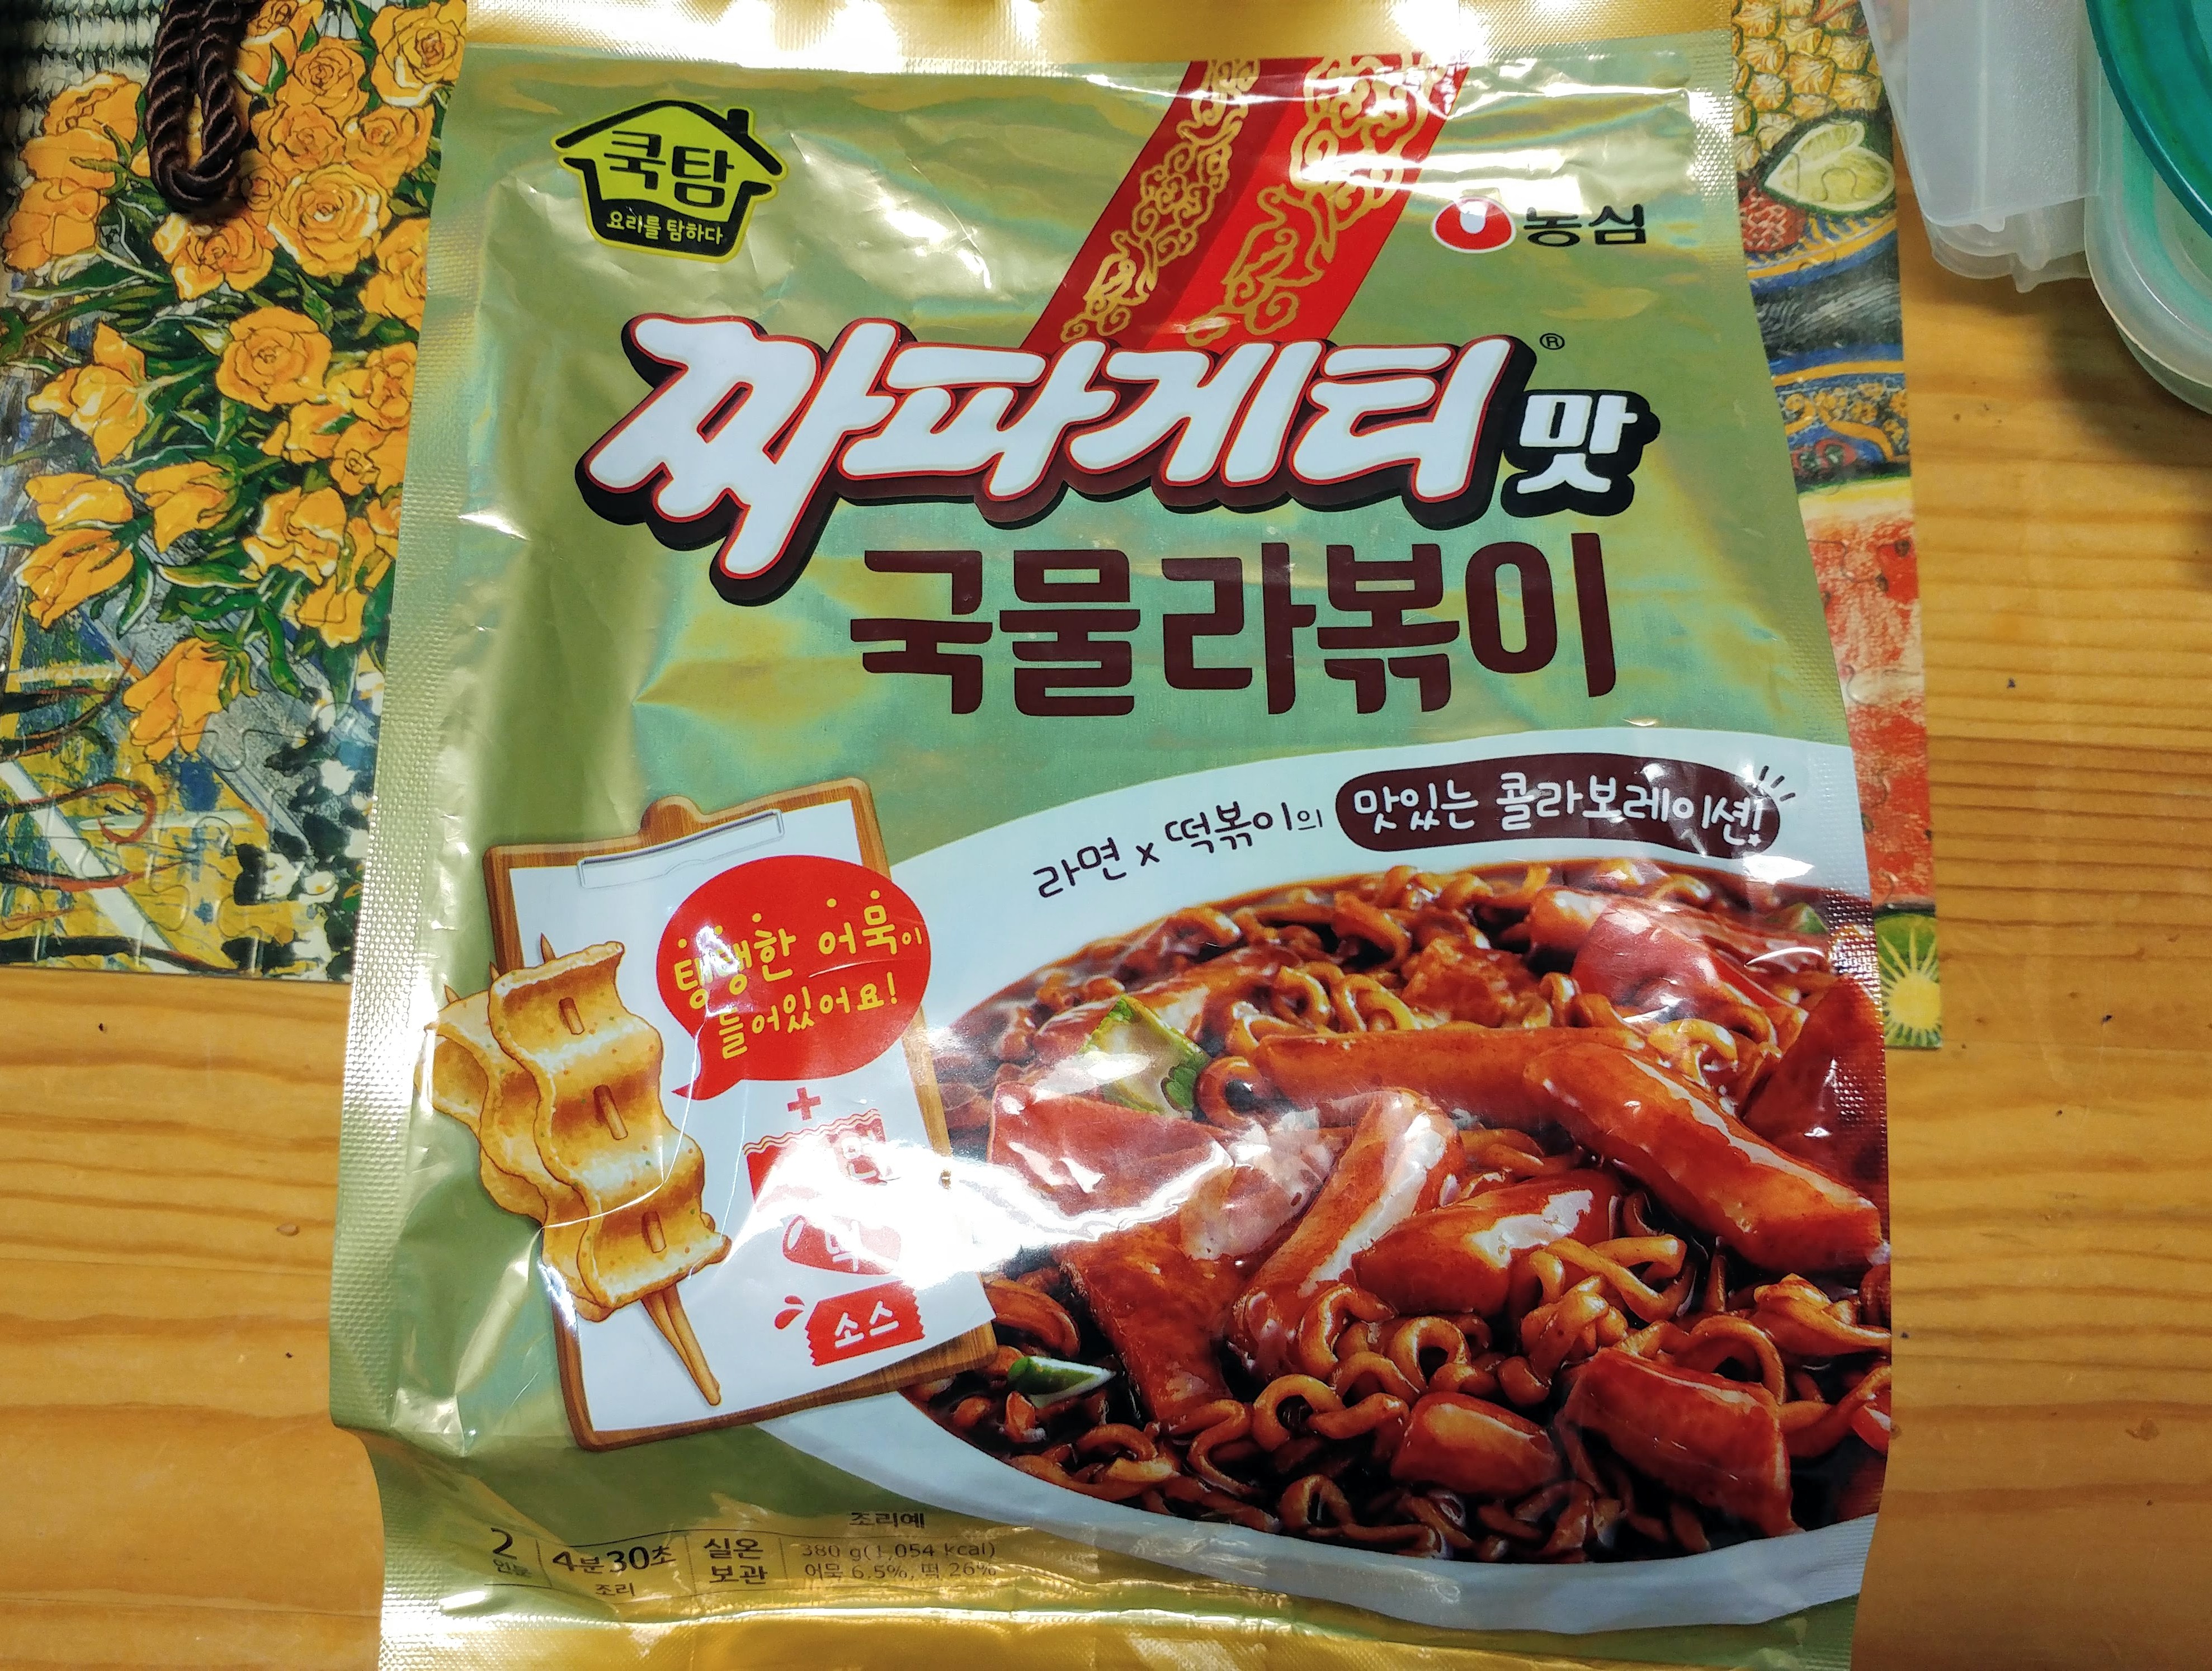 쿡탐
요리를 탐하다
농심
짜파게티® 맛
국물라볶이
라면 x 떡볶이의 맛있는 콜라보레이션!
탱탱한 어묵이
들어있어요!
+
면
떡
소스
조리예
2 인분
4분30초 조리
실온 보관
380 g(1,054 kcal)
어묵 6.5%, 떡 26%